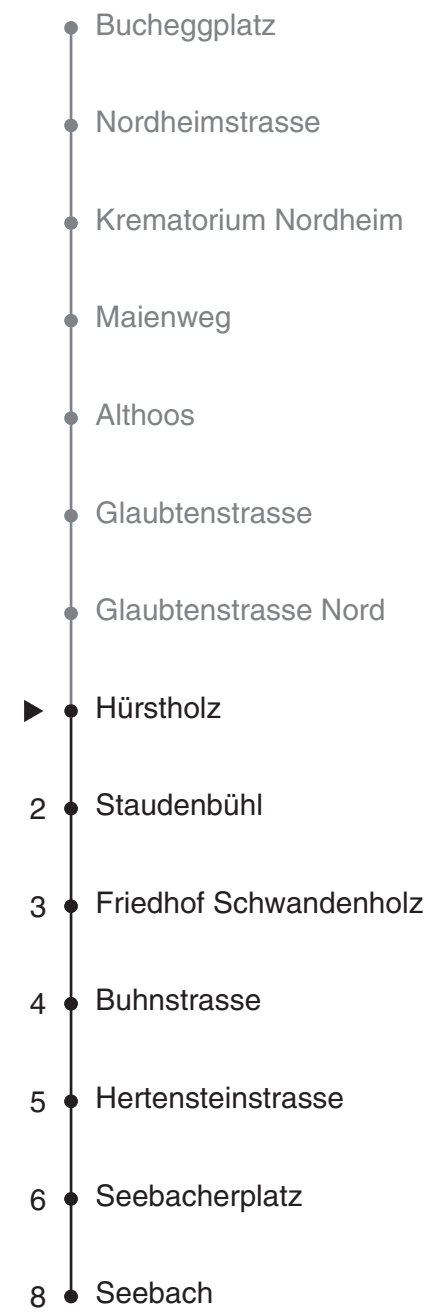 Bucheggplatz
Nordheimstrasse
Krematorium Nordheim
Maienweg
Althoos
Glaubtenstrasse
Glaubtenstrasse Nord
Hürstholz
2 Staudenbühl
3 Friedhof Schwandenholz
4 Buhnstrasse
5 Hertensteinstrasse
6 Seebacherplatz
8 Seebach